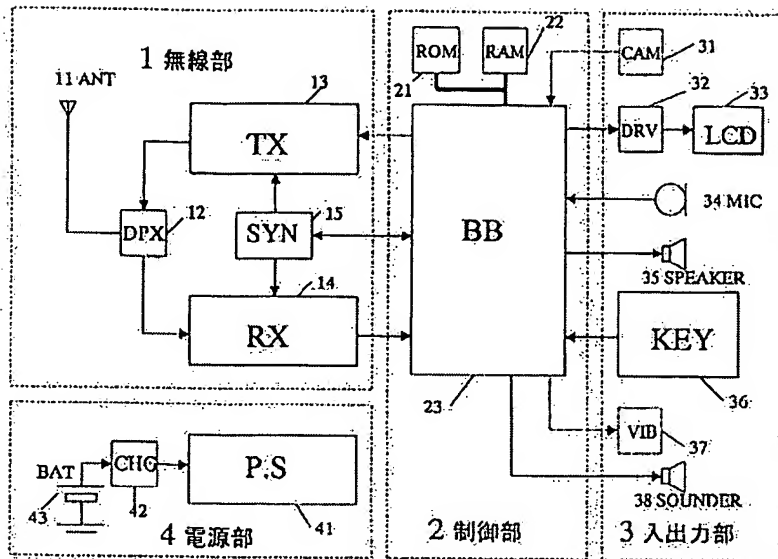 1 無線部
11 ANT
13
TX
12
DPX
15
SYN
14
RX
BAT
43
CHG
42
P.S
41
4 電源部
22
ROM
RAM
21
BB
23
2 制御部
CAM
31
32
33
DRV
LCD
34 MIC
35 SPEAKER
KEY
36
VIB
37
38 SOUNDER
3 入出力部